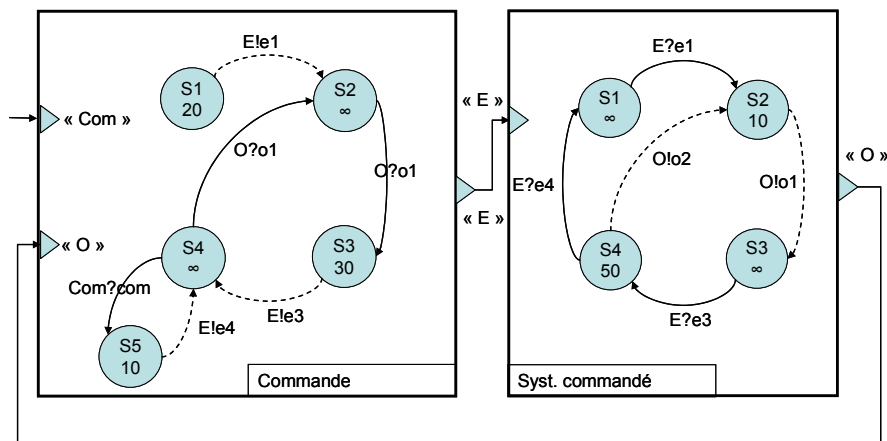 E!e1
S1
20
S2
∞
« Com »
O?o1
O?o1
« O »
S4
∞
S3
30
Com?com
E!e4
E!e3
S5
10
Commande
« E »
« E »
E?e1
S1
∞
S2
10
O!o2
E?e4
O!o1
« O »
S4
50
S3
∞
E?e3
Syst. commandé